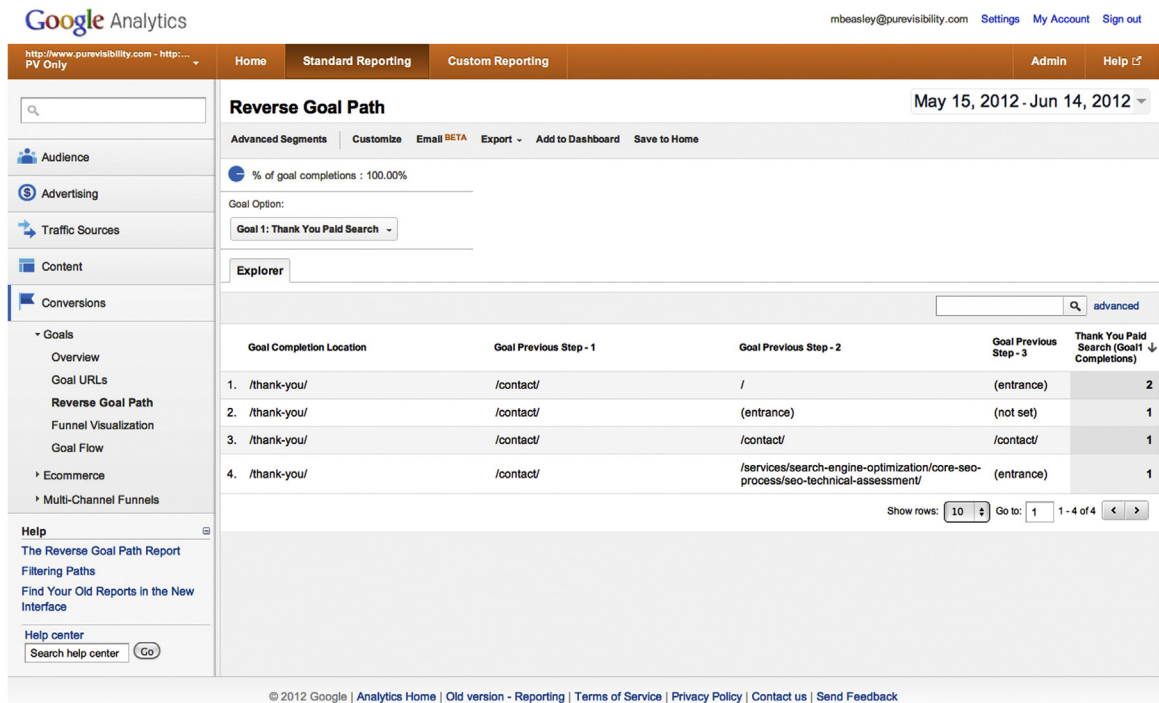 Google Analytics
mbeasley@purevisibility.com Settings My Account Sign out
http://www.purevisibility.com - http:...
PV Only
Home Standard Reporting Custom Reporting Admin Help
Reverse Goal Path
May 15, 2012 - Jun 14, 2012
Advanced Segments Customize Email BETA Export Add to Dashboard Save to Home
Audience
Advertising
Traffic Sources
Content
Conversions
Goals
Overview
Goal URLs
Reverse Goal Path
Funnel Visualization
Goal Flow
Ecommerce
Multi-Channel Funnels
Help
The Reverse Goal Path Report
Filtering Paths
Find Your Old Reports in the New
Interface
Help center
Search help center Go
% of goal completions : 100.00%
Goal Option:
Goal 1: Thank You Paid Search
Explorer
advanced
Goal Completion Location Goal Previous Step - 1 Goal Previous Step - 2 Goal Previous Step - 3 Thank You Paid Search (Goal1 Completions)
1. /thank-you/ /contact/ / (entrance) 2
2. /thank-you/ /contact/ (entrance) (not set) 1
3. /thank-you/ /contact/ /contact/ /contact/ 1
4. /thank-you/ /contact/ /services/search-engine-optimization/core-seo-process/seo-technical-assessment/ (entrance) 1
Show rows: 10 Go to: 1 1 - 4 of 4
© 2012 Google | Analytics Home | Old version - Reporting | Terms of Service | Privacy Policy | Contact us | Send Feedback